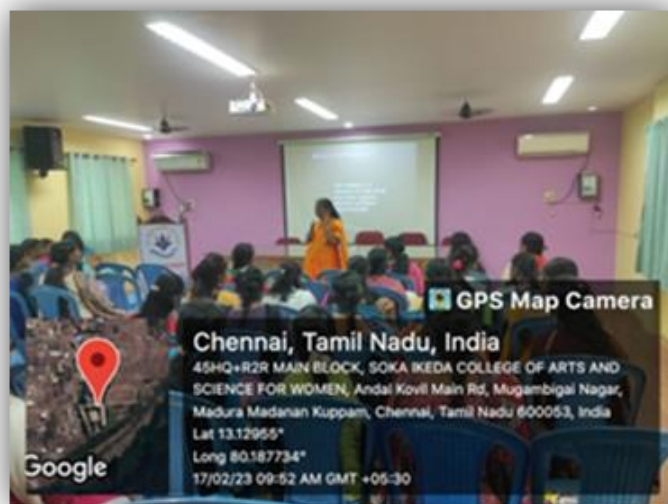 GPS Map Camera
Chennai, Tamil Nadu, India
45HQ+R2R MAIN BLOCK, SOKA IKEDA COLLEGE OF ARTS AND
SCIENCE FOR WOMEN, Andal Kovil Main Rd, Mugambigai Nagar,
Madura Madanan Kuppam, Chennai, Tamil Nadu 600053, India
Lat 13.12955°
Long 80.187734°
17/02/23 09:52 AM GMT +05:30
Google